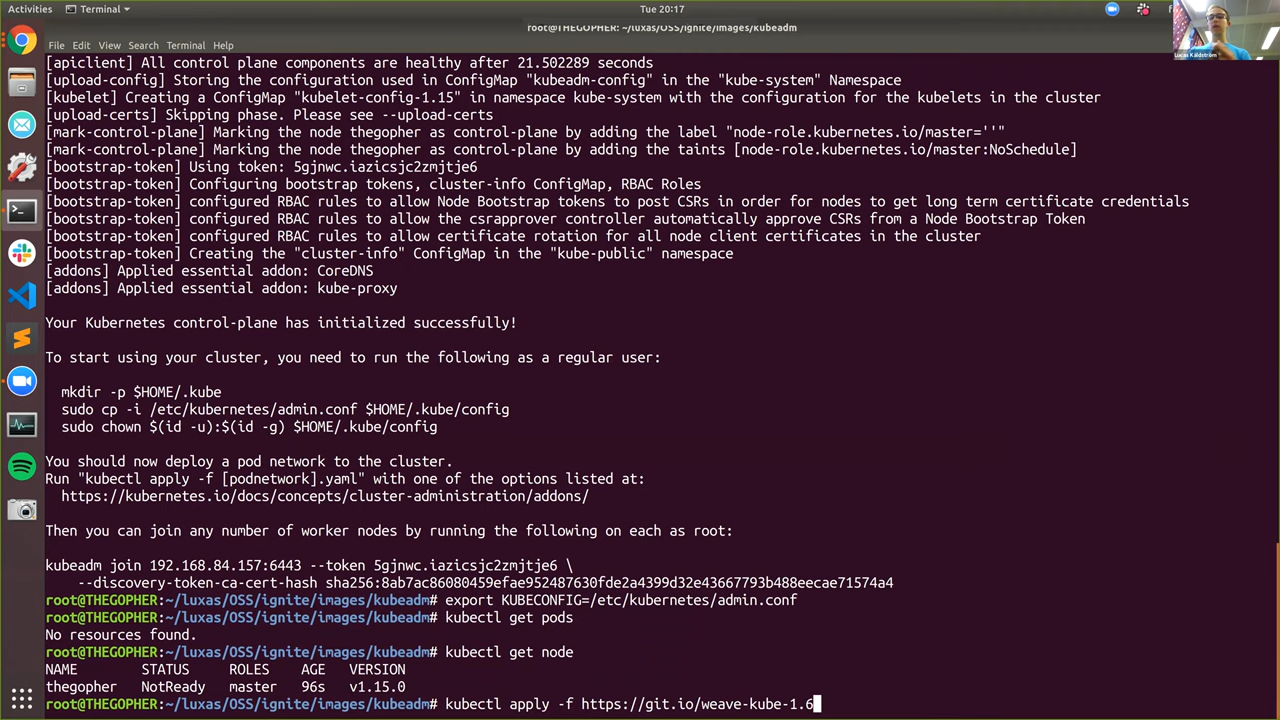 Activities
Terminal
Tue 20:17
root@THEGOPHER: ~/luxas/OSS/ignite/images/kubeadm
File Edit View Search Terminal Help
[apiclient] All control plane components are healthy after 21.502289 seconds
[upload-config] Storing the configuration used in ConfigMap "kubeadm-config" in the "kube-system" Namespace
[kubelet] Creating a ConfigMap "kubelet-config-1.15" in namespace kube-system with the configuration for the kubelets in the cluster
[upload-certs] Skipping phase. Please see --upload-certs
[mark-control-plane] Marking the node thegopher as control-plane by adding the label "node-role.kubernetes.io/master=''"
[mark-control-plane] Marking the node thegopher as control-plane by adding the taints [node-role.kubernetes.io/master:NoSchedule]
[bootstrap-token] Using token: 5gjnwc.iazicsjc2zmjtje6
[bootstrap-token] Configuring bootstrap tokens, cluster-info ConfigMap, RBAC Roles
[bootstrap-token] configured RBAC rules to allow Node Bootstrap tokens to post CSRs in order for nodes to get long term certificate credentials
[bootstrap-token] configured RBAC rules to allow the csrapprover controller automatically approve CSRs from a Node Bootstrap Token
[bootstrap-token] configured RBAC rules to allow certificate rotation for all node client certificates in the cluster
[bootstrap-token] Creating the "cluster-info" ConfigMap in the "kube-public" namespace
[addons] Applied essential addon: CoreDNS
[addons] Applied essential addon: kube-proxy
Your Kubernetes control-plane has initialized successfully!
To start using your cluster, you need to run the following as a regular user:
mkdir -p $HOME/.kube
sudo cp -i /etc/kubernetes/admin.conf $HOME/.kube/config
sudo chown $(id -u):$(id -g) $HOME/.kube/config
You should now deploy a pod network to the cluster.
Run "kubectl apply -f [podnetwork].yaml" with one of the options listed at:
https://kubernetes.io/docs/concepts/cluster-administration/addons/
Then you can join any number of worker nodes by running the following on each as root:
kubeadm join 192.168.84.157:6443 --token 5gjnwc.iazicsjc2zmjtje6 \
--discovery-token-ca-cert-hash sha256:8ab7ac86080459efae952487630fde2a4399d32e43667793b488eecae71574a4
root@THEGOPHER:~/luxas/OSS/ignite/images/kubeadm# export KUBECONFIG=/etc/kubernetes/admin.conf
root@THEGOPHER:~/luxas/OSS/ignite/images/kubeadm# kubectl get pods
No resources found.
root@THEGOPHER:~/luxas/OSS/ignite/images/kubeadm# kubectl get node
NAME STATUS ROLES AGE VERSION
thegopher NotReady master 96s v1.15.0
root@THEGOPHER:~/luxas/OSS/ignite/images/kubeadm# kubectl apply -f https://git.io/weave-kube-1.6
Lucas Käldström